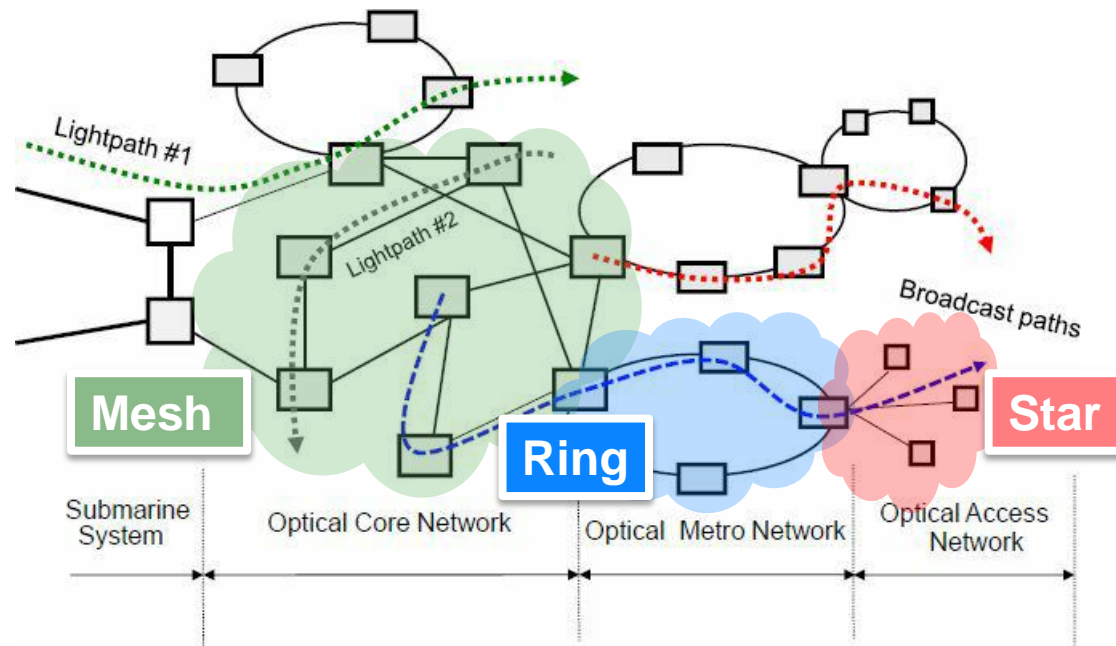 Lightpath #1
Lightpath #2
Broadcast paths
Mesh
Ring
Star
Submarine
System
Optical Core Network
Optical Metro Network
Optical Access
Network